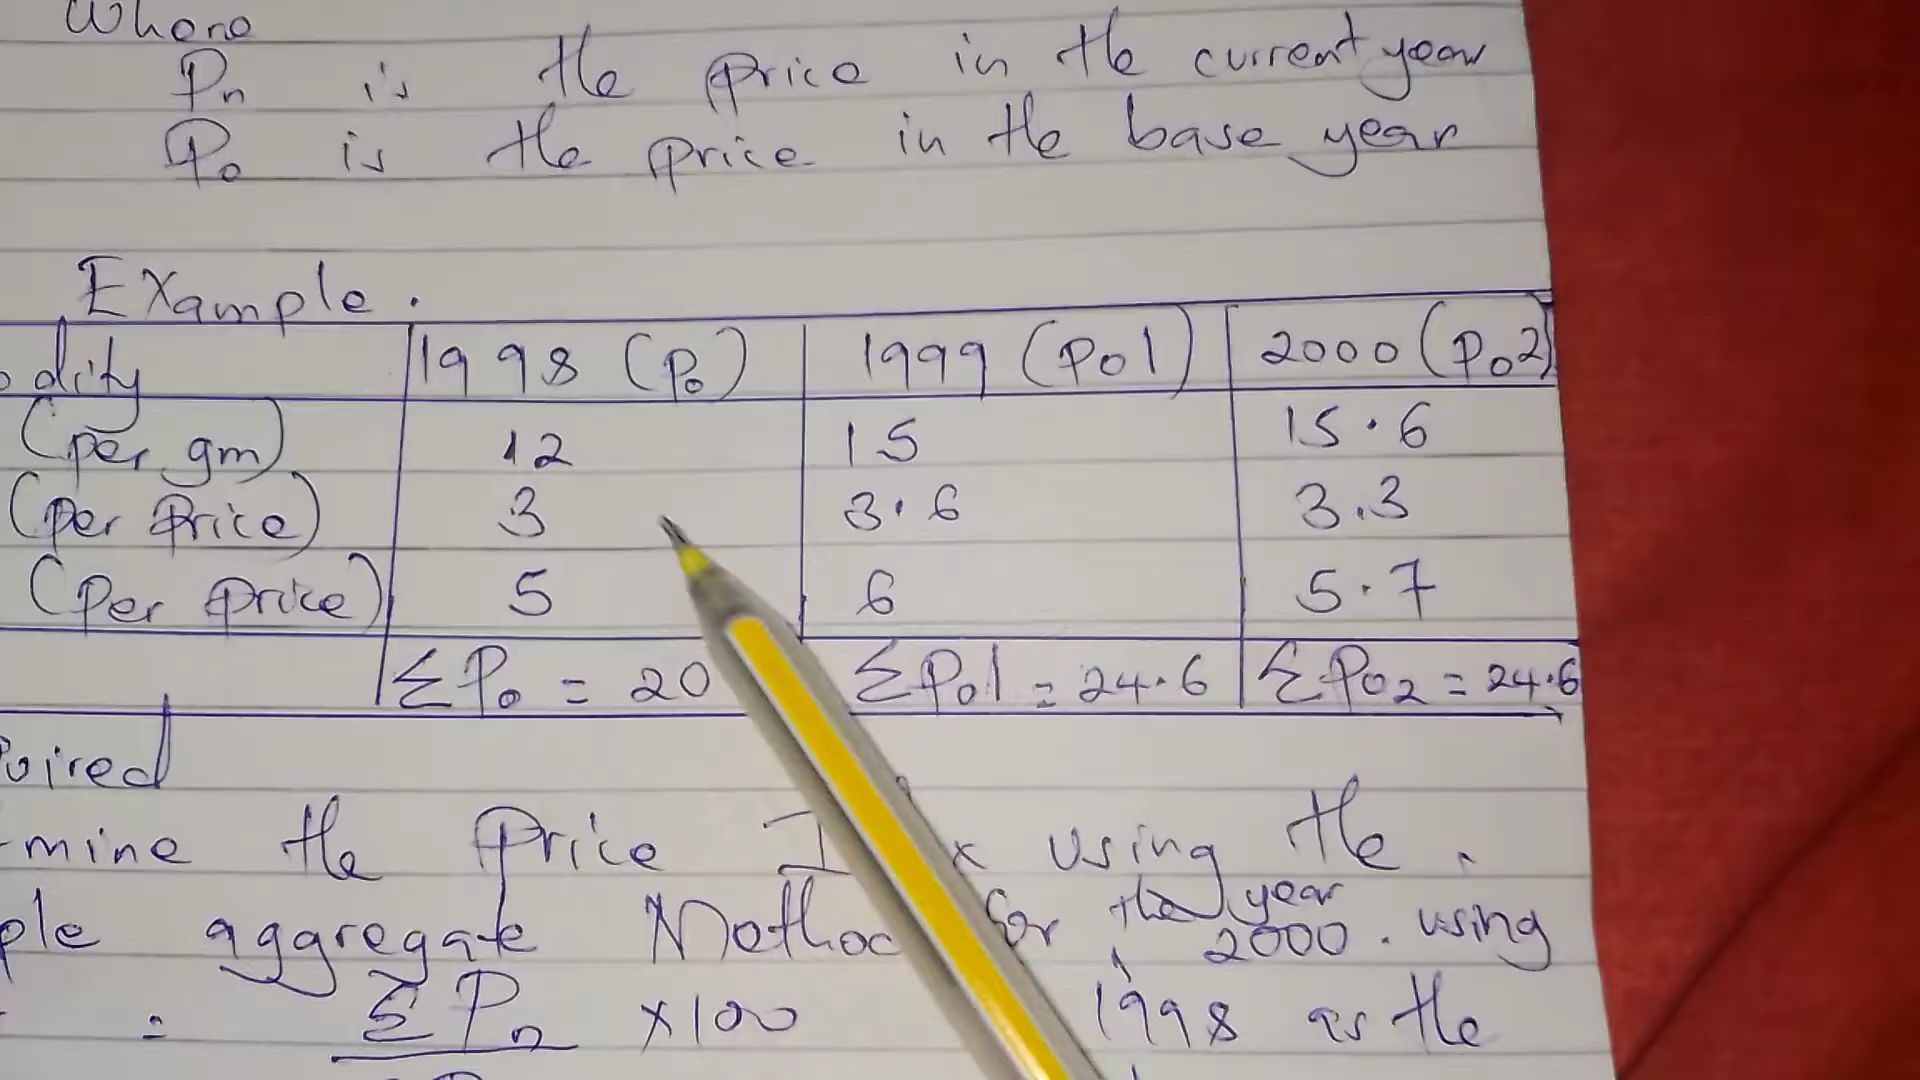 Where
Pn is the price in the current year
Po is the price in the base year
Example.
odity 1998 (Po) 1999 (Po1) 2000 (Po2)
(per gm) 12 15 15.6
(per price) 3 3.6 3.3
(per price) 5 6 5.7
ΣPo = 20 ΣPo1 = 24.6 ΣPo2 = 24.6
uired
mine the price using the
ple aggregate for the year 2000. using
= ΣPn ×100 1998 as the